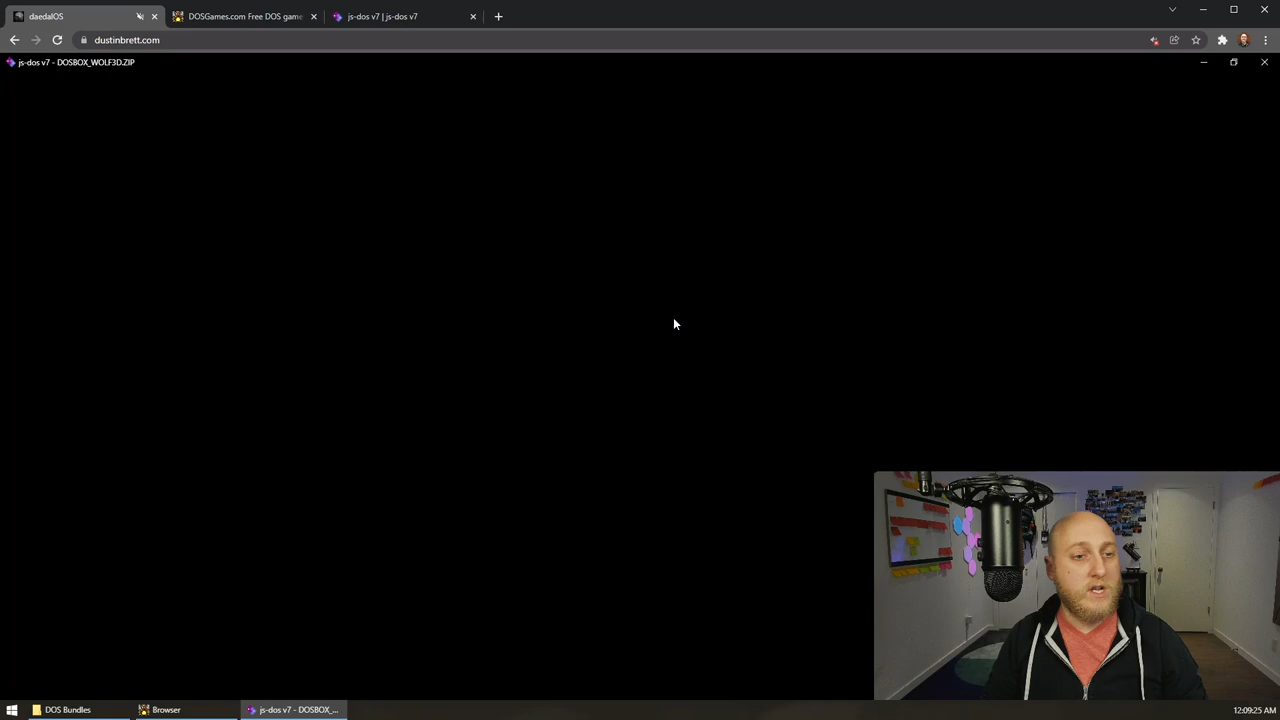 daedalOS
DOSGames.com Free DOS game
js-dos v7 | js-dos v7
dustinbrett.com
js-dos v7 - DOSBOX_WOLF3D.ZIP
DOS Bundles
Browser
js-dos v7 - DOSBOX_...
12:09:25 AM